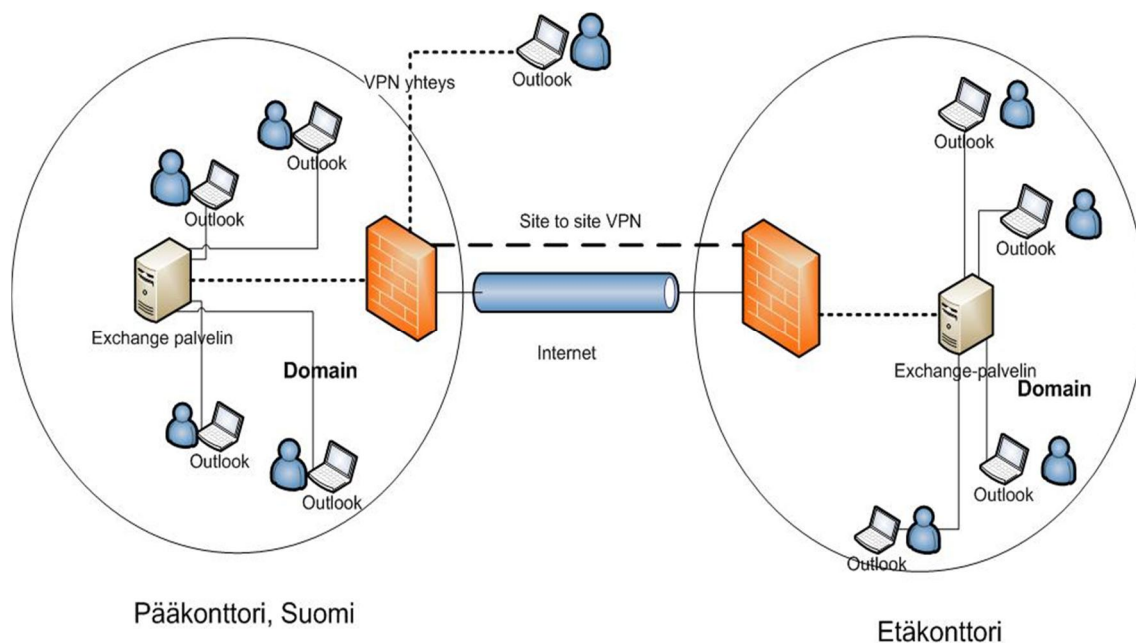 VPN yhteys
Outlook
Outlook
Outlook
Exchange palvelin
Domain
Outlook
Outlook
Site to site VPN
Internet
Outlook
Outlook
Exchange-palvelin
Domain
Outlook
Outlook
Pääkonttori, Suomi
Etäkonttori